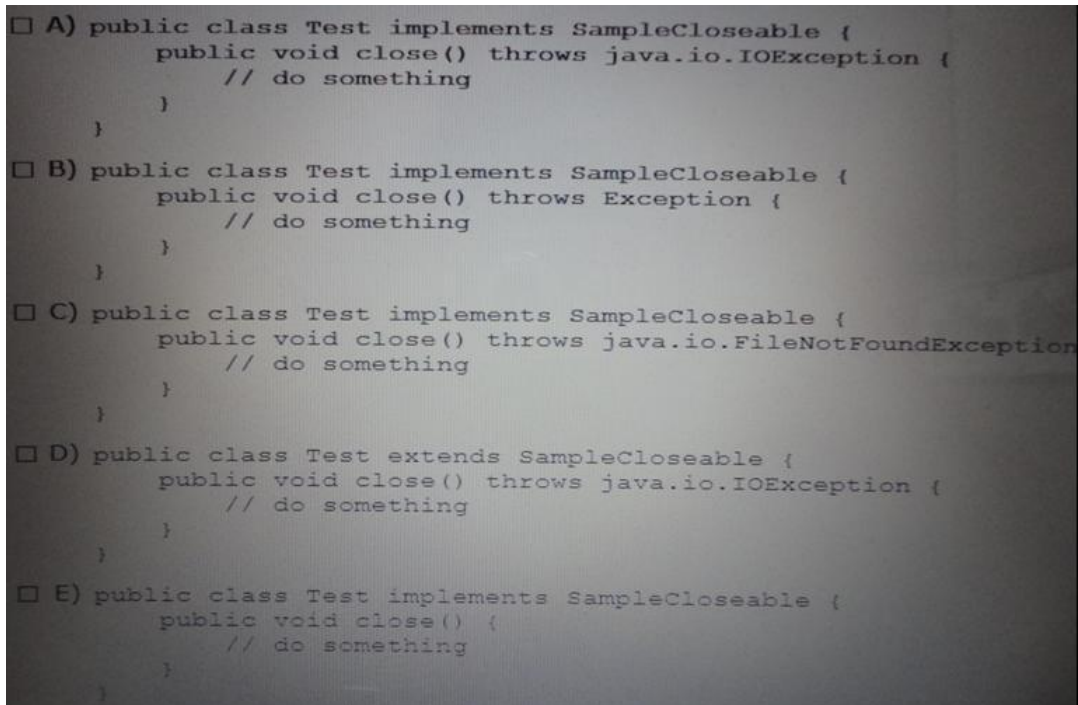 A) public class Test implements SampleCloseable {
public void close() throws java.io.IOException {
// do something
}
}
B) public class Test implements SampleCloseable {
public void close() throws Exception {
// do something
}
}
C) public class Test implements SampleCloseable {
public void close() throws java.io.FileNotFoundException
// do something
}
}
D) public class Test extends SampleCloseable {
public void close() throws java.io.IOException {
// do something
}
}
E) public class Test implements SampleCloseable {
public void close() {
// do something
}
}